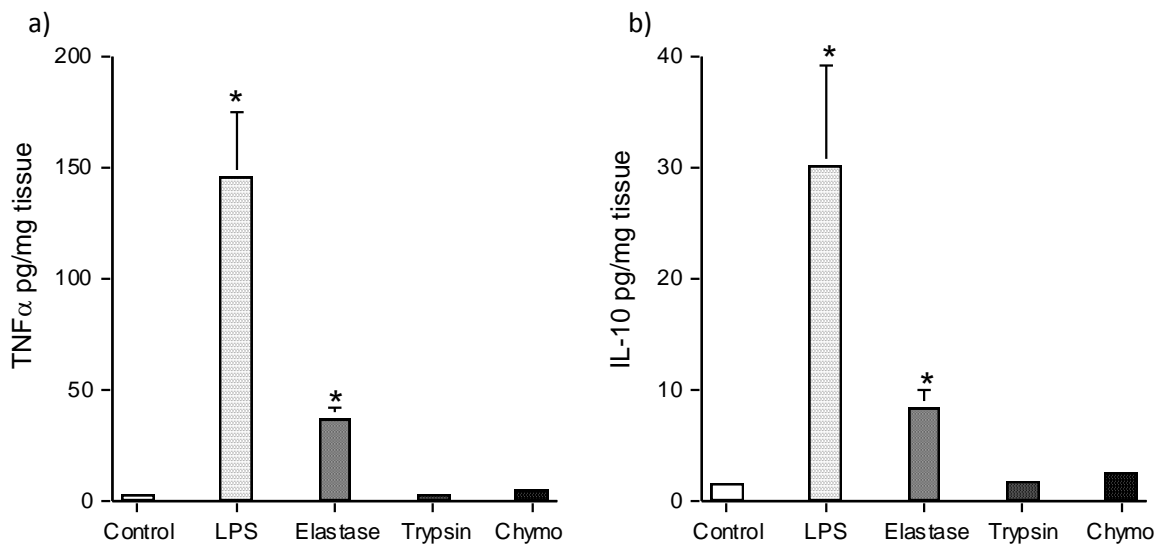 a)
TNFα pg/mg tissue
200
150
100
50
0
*
*
Control LPS Elastase Trypsin Chymo
b)
IL-10 pg/mg tissue
40
30
20
10
0
*
*
Control LPS Elastase Trypsin Chymo